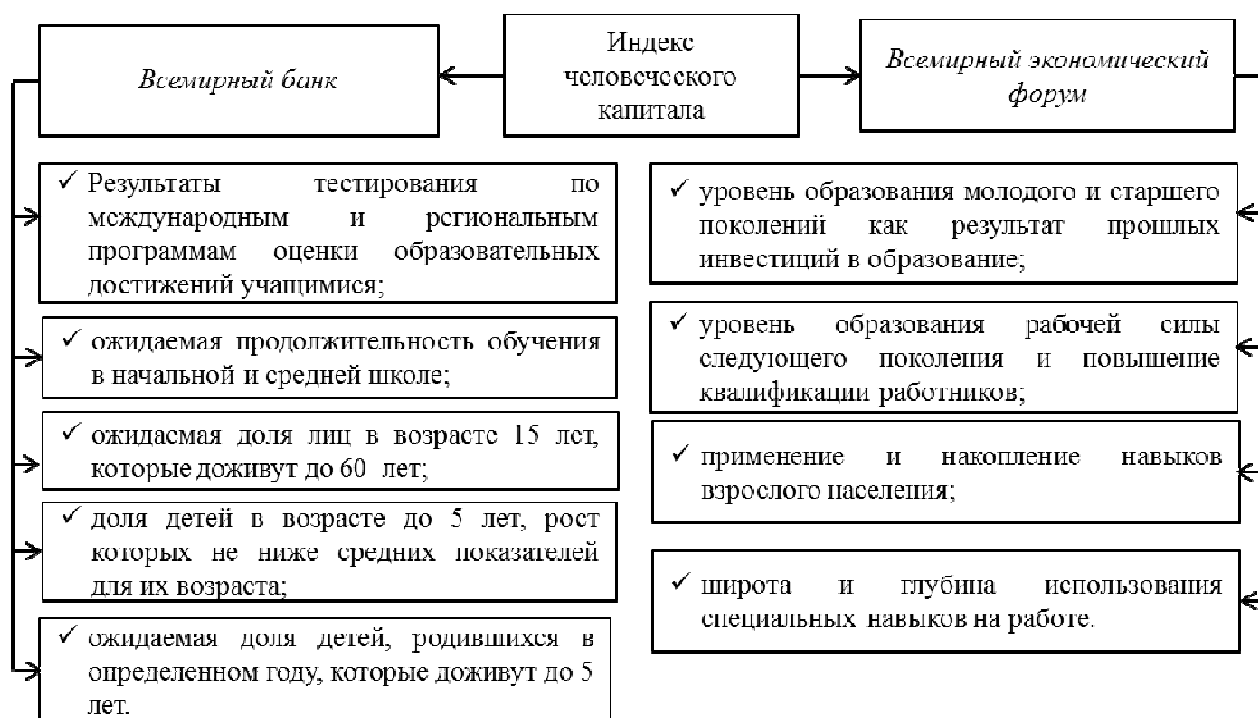 Всемирный банк
Индекс
человеческого
капитала
Всемирный экономический
форум
✓ Результаты тестирования по
международным и региональным
программам оценки образовательных
достижений учащимися;
✓ ожидаемая продолжительность обучения
в начальной и средней школе;
✓ ожидаемая доля лиц в возрасте 15 лет,
которые доживут до 60 лет;
✓ доля детей в возрасте до 5 лет, рост
которых не ниже средних показателей
для их возраста;
✓ ожидаемая доля детей, родившихся в
определенном году, которые доживут до 5
лет.
✓ уровень образования молодого и старшего
поколений как результат прошлых
инвестиций в образование;
✓ уровень образования рабочей силы
следующего поколения и повышение
квалификации работников;
✓ применение и накопление навыков
взрослого населения;
✓ широта и глубина использования
специальных навыков на работе.